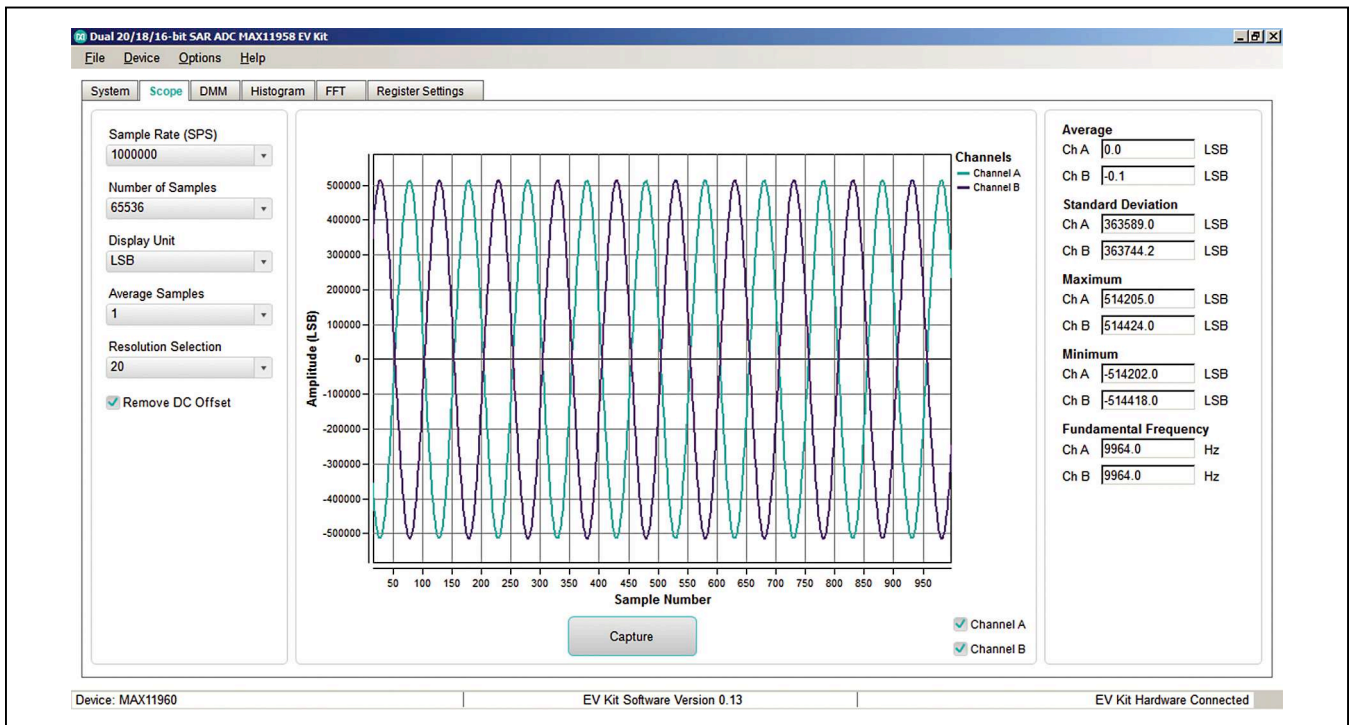 Dual 20/18/16-bit SAR ADC MAX11958 EV Kit
File Device Options Help
System Scope DMM Histogram FFT Register Settings
Sample Rate (SPS)
1000000
Number of Samples
65536
Display Unit
LSB
Average Samples
1
Resolution Selection
20
Remove DC Offset
Amplitude (LSB)
500000
400000
300000
200000
100000
0
-100000
-200000
-300000
-400000
-500000
50 100 150 200 250 300 350 400 450 500 550 600 650 700 750 800 850 900 950
Sample Number
Channels
Channel A
Channel B
Capture
Channel A
Channel B
Average
Ch A 0.0 LSB
Ch B -0.1 LSB
Standard Deviation
Ch A 363589.0 LSB
Ch B 363744.2 LSB
Maximum
Ch A 514205.0 LSB
Ch B 514424.0 LSB
Minimum
Ch A -514202.0 LSB
Ch B -514418.0 LSB
Fundamental Frequency
Ch A 9964.0 Hz
Ch B 9964.0 Hz
Device: MAX11960 EV Kit Software Version 0.13 EV Kit Hardware Connected